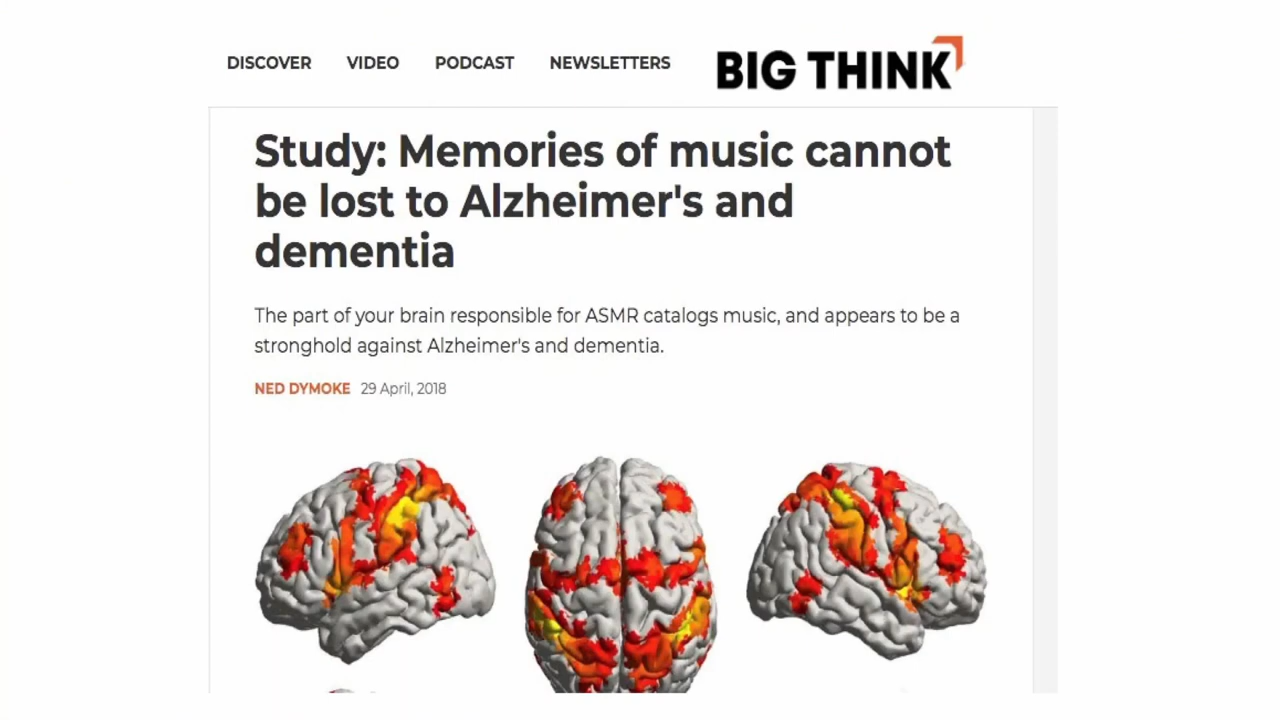 DISCOVER VIDEO PODCAST NEWSLETTERS BIG THINK
Study: Memories of music cannot
be lost to Alzheimer's and
dementia
The part of your brain responsible for ASMR catalogs music, and appears to be a
stronghold against Alzheimer's and dementia.
NED DYMOKE 29 April, 2018